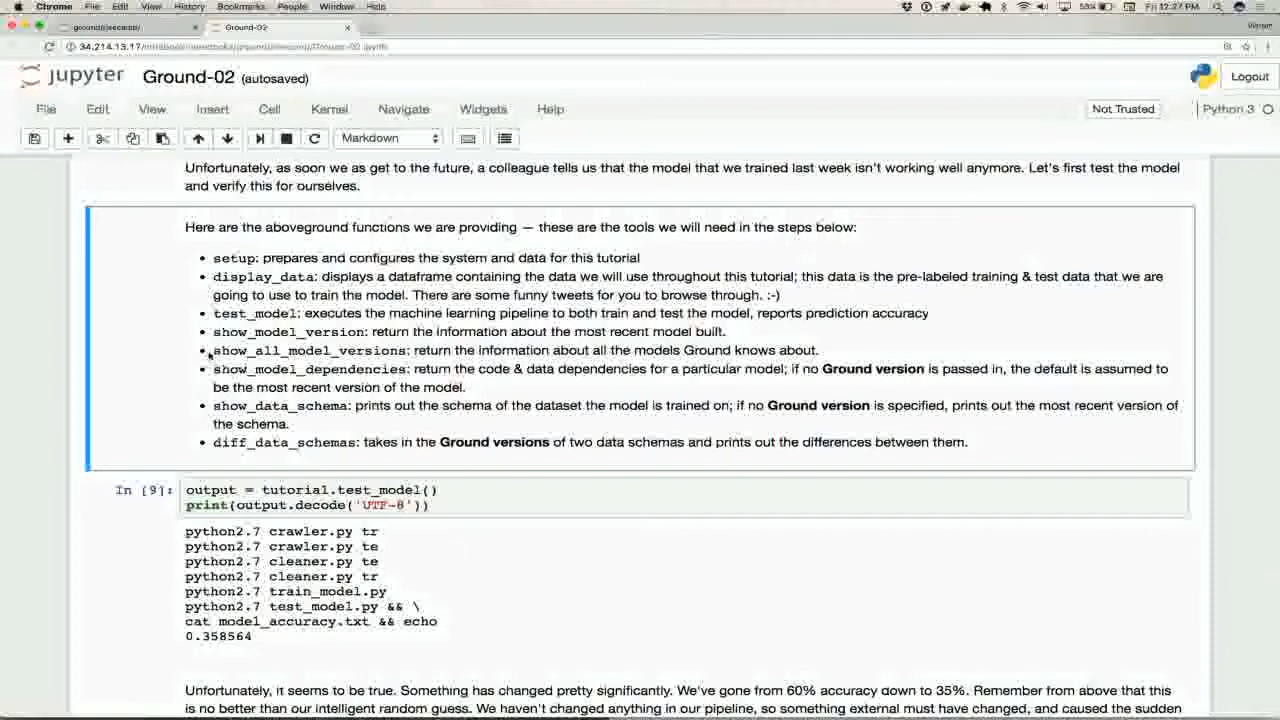 Chrome File Edit View History Bookmarks People Window Help 58% Fri 12:27 PM
Ground-02
34.214.13.17/
jupyter Ground-02 (autosaved) Logout
File Edit View Insert Cell Kernel Navigate Widgets Help Not Trusted Python 3
Markdown
Unfortunately, as soon we as get to the future, a colleague tells us that the model that we trained last week isn't working well anymore. Let's first test the model
and verify this for ourselves.
Here are the aboveground functions we are providing — these are the tools we will need in the steps below:
• setup: prepares and configures the system and data for this tutorial
• display_data: displays a dataframe containing the data we will use throughout this tutorial; this data is the pre-labeled training & test data that we are
going to use to train the model. There are some funny tweets for you to browse through. :-)
• test_model: executes the machine learning pipeline to both train and test the model, reports prediction accuracy
• show_model_version: return the information about the most recent model built.
• show_all_model_versions: return the information about all the models Ground knows about.
• show_model_dependencies: return the code & data dependencies for a particular model; if no Ground version is passed in, the default is assumed to
be the most recent version of the model.
• show_data_schema: prints out the schema of the dataset the model is trained on; if no Ground version is specified, prints out the most recent version of
the schema.
• diff_data_schemas: takes in the Ground versions of two data schemas and prints out the differences between them.
In [9]: output = tutorial.test_model()
print(output.decode('UTF-8'))
python2.7 crawler.py tr
python2.7 crawler.py te
python2.7 cleaner.py te
python2.7 cleaner.py tr
python2.7 train_model.py
python2.7 test_model.py && \
cat model_accuracy.txt && echo
0.358564
Unfortunately, it seems to be true. Something has changed pretty significantly. We've gone from 60% accuracy down to 35%. Remember from above that this
is no better than our intelligent random guess. We haven't changed anything in our pipeline, so something external must have changed, and caused the sudden